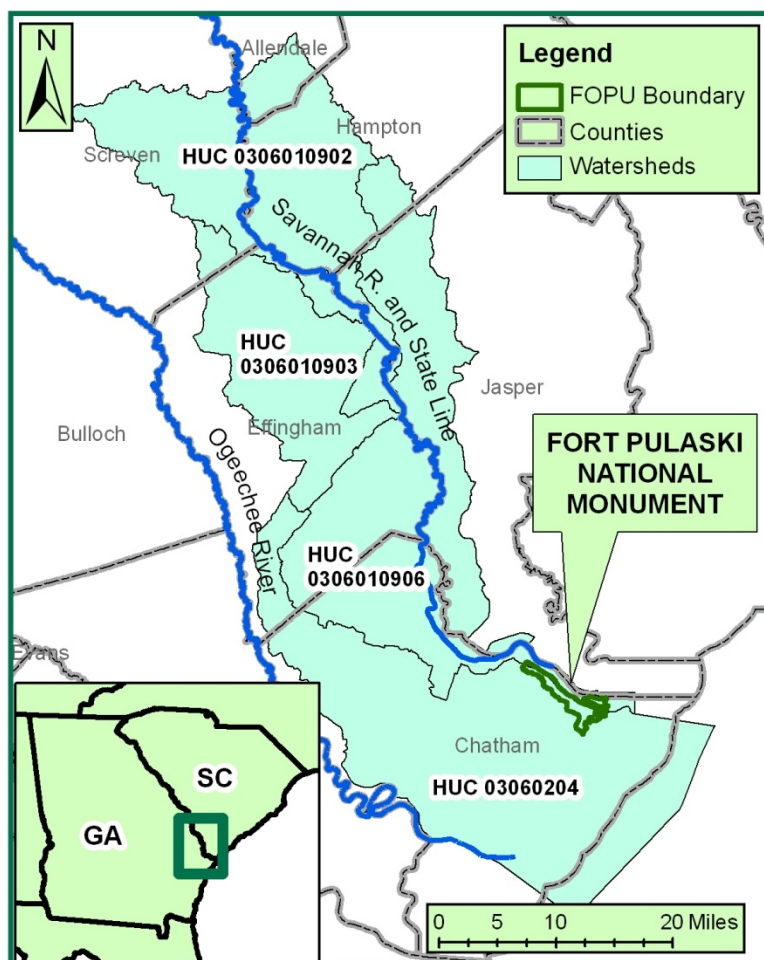 N
Allendale
Hampton
Screven
HUC 0306010902
Legend
FOPU Boundary
Counties
Watersheds
Savannah R. and State Line
HUC
0306010903
Jasper
Bulloch
Effingham
Ogeechee River
FORT PULASKI
NATIONAL
MONUMENT
HUC
0306010906
Evans
Chatham
HUC 03060204
SC
GA
0 5 10 20 Miles